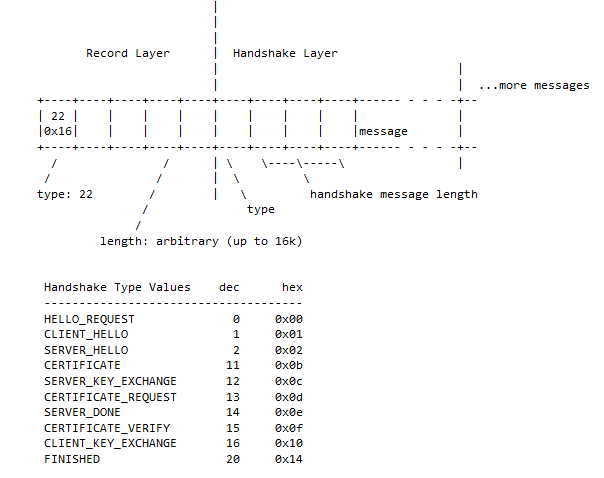 Record Layer | Handshake Layer
...more messages
+----+----+----+----+----+----+----+----+----+------ - - - -+--
| 22 |    |    |    |    |    |    |    |    |              |
|0x16|    |    |    |    |    |    |    |    |message       |
+----+----+----+----+----+----+----+----+----+------ - - - -+--
  /               /      | \    \----\-----\                |
 /               /       |  \         \
type: 22        /        |   \         handshake message length
               /              type
              /
         length: arbitrary (up to 16k)
Handshake Type Values    dec      hex
-------------------------------------
HELLO_REQUEST              0     0x00
CLIENT_HELLO               1     0x01
SERVER_HELLO               2     0x02
CERTIFICATE               11     0x0b
SERVER_KEY_EXCHANGE       12     0x0c
CERTIFICATE_REQUEST       13     0x0d
SERVER_DONE               14     0x0e
CERTIFICATE_VERIFY        15     0x0f
CLIENT_KEY_EXCHANGE       16     0x10
FINISHED                  20     0x14